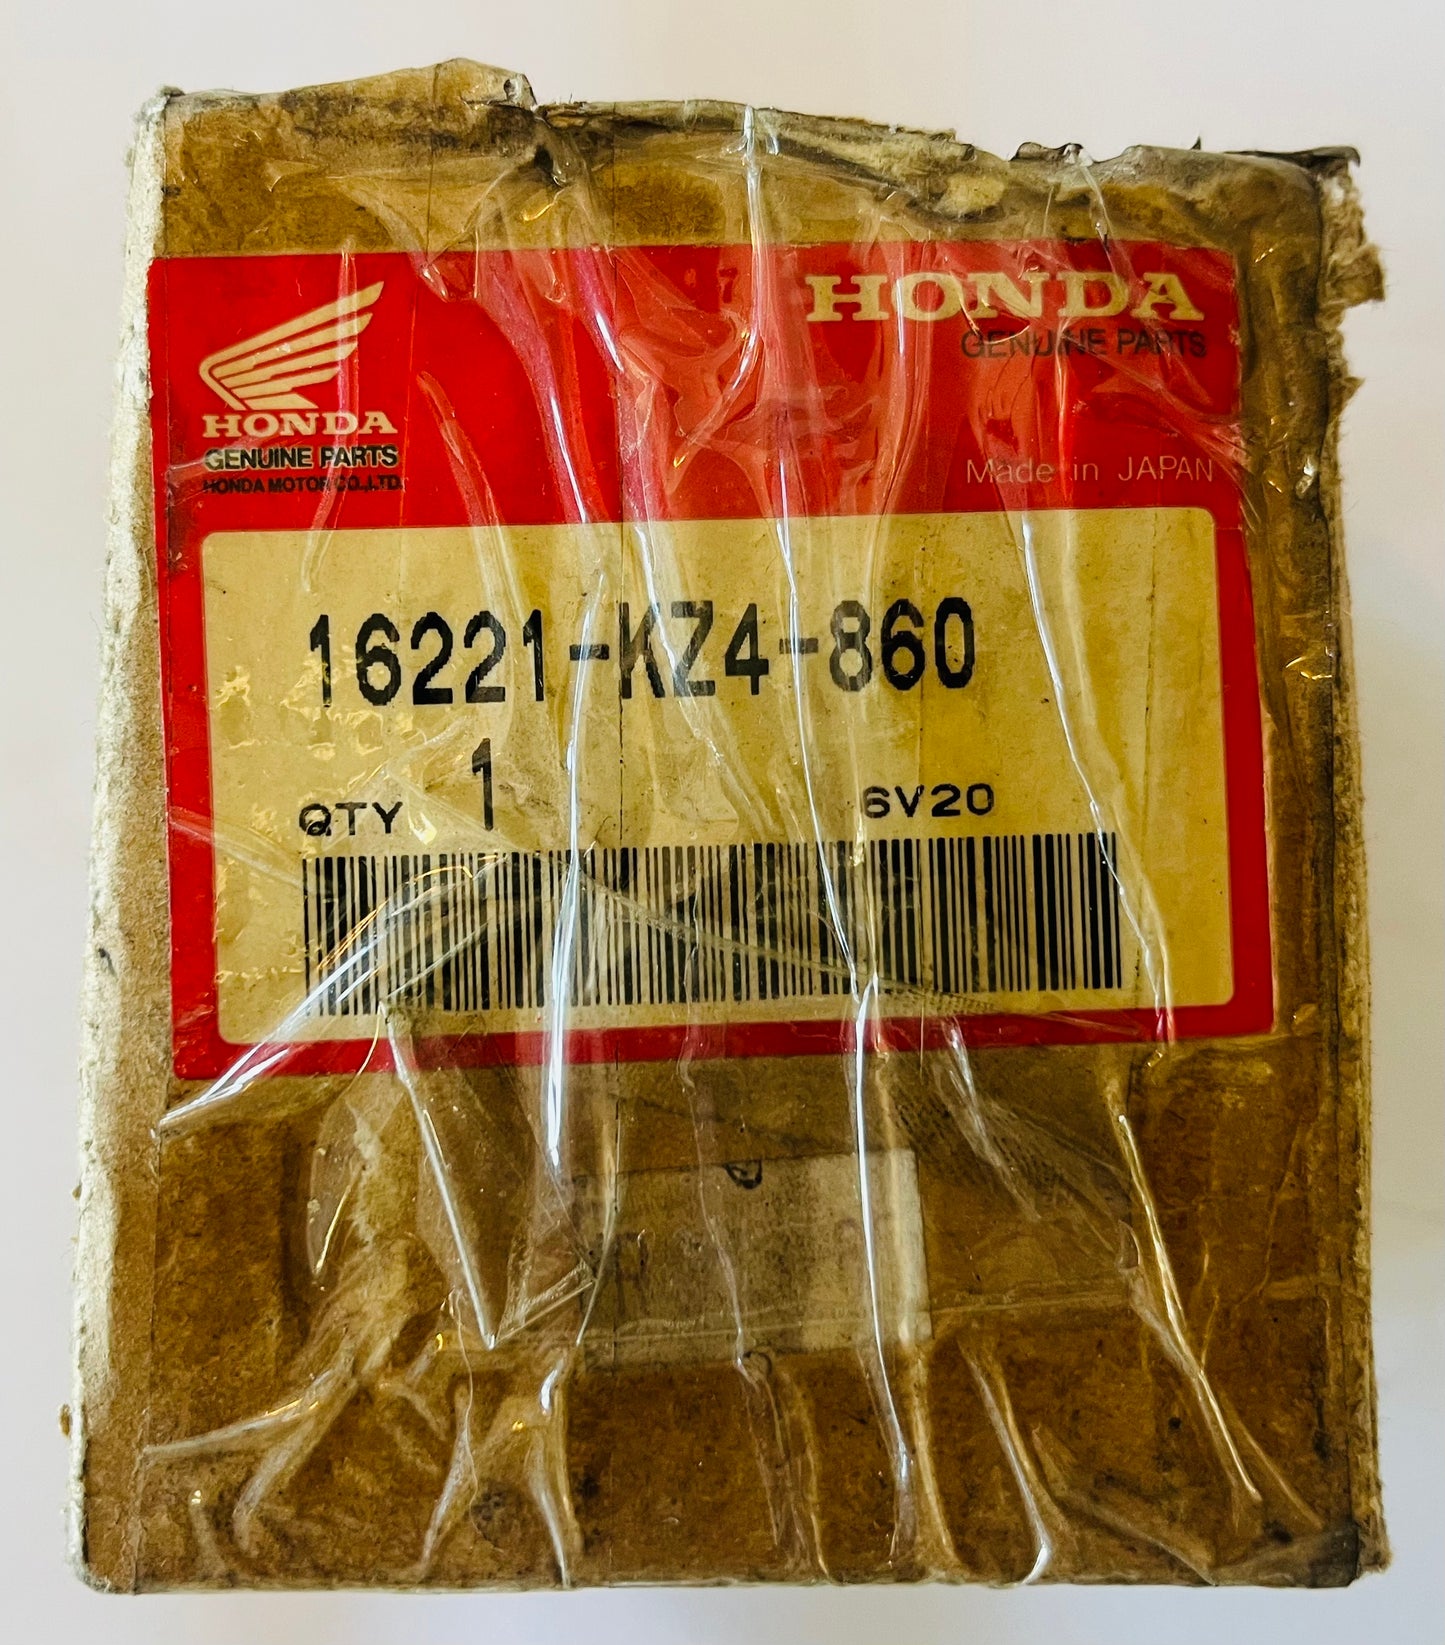 HONDA
GENUINE PARTS
HONDA MOTOR CO.,LTD.
HONDA
GENUINE PARTS
Made in JAPAN
16221-KZ4-860
QTY 1 6V20